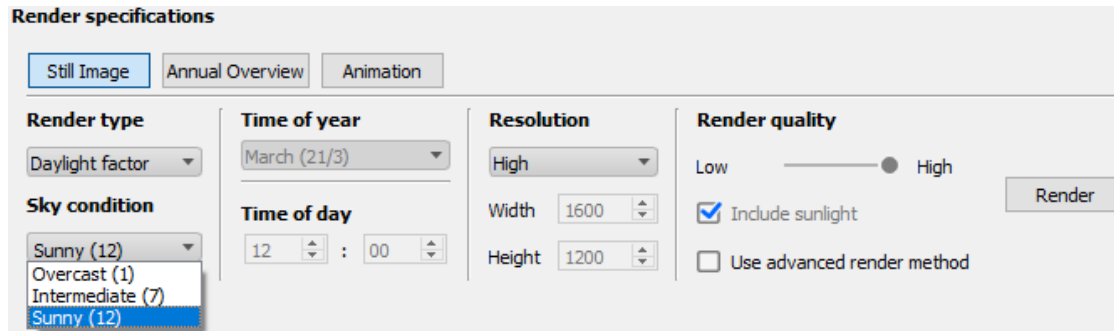 Render specifications
Still Image
Annual Overview
Animation
Render type
Daylight factor
Sky condition
Sunny (12)
Overcast (1)
Intermediate (7)
Sunny (12)
Time of year
March (21/3)
Time of day
12 : 00
Resolution
High
Width 1600
Height 1200
Render quality
Low High
Include sunlight
Use advanced render method
Render